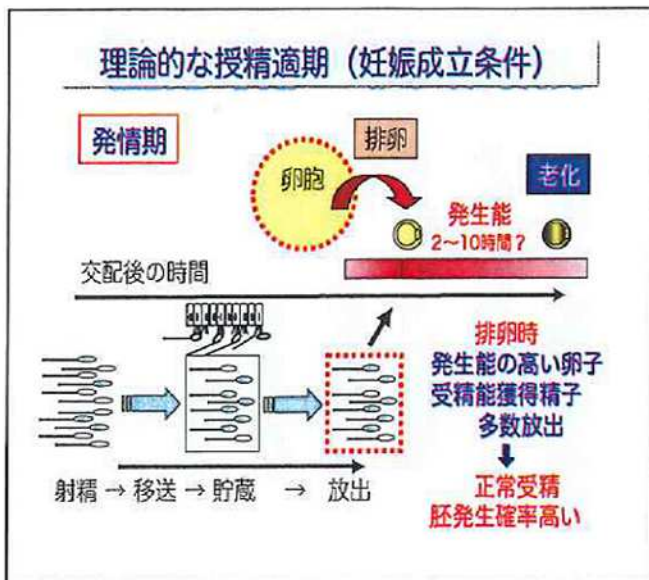 理論的な授精適期（妊娠成立条件）
発情期
排卵
卵胞
老化
発生能
2～10時間？
交配後の時間
排卵時
発生能の高い卵子
受精能獲得精子
多数放出
射精 → 移送 → 貯蔵 → 放出
正常受精
胚発生確率高い